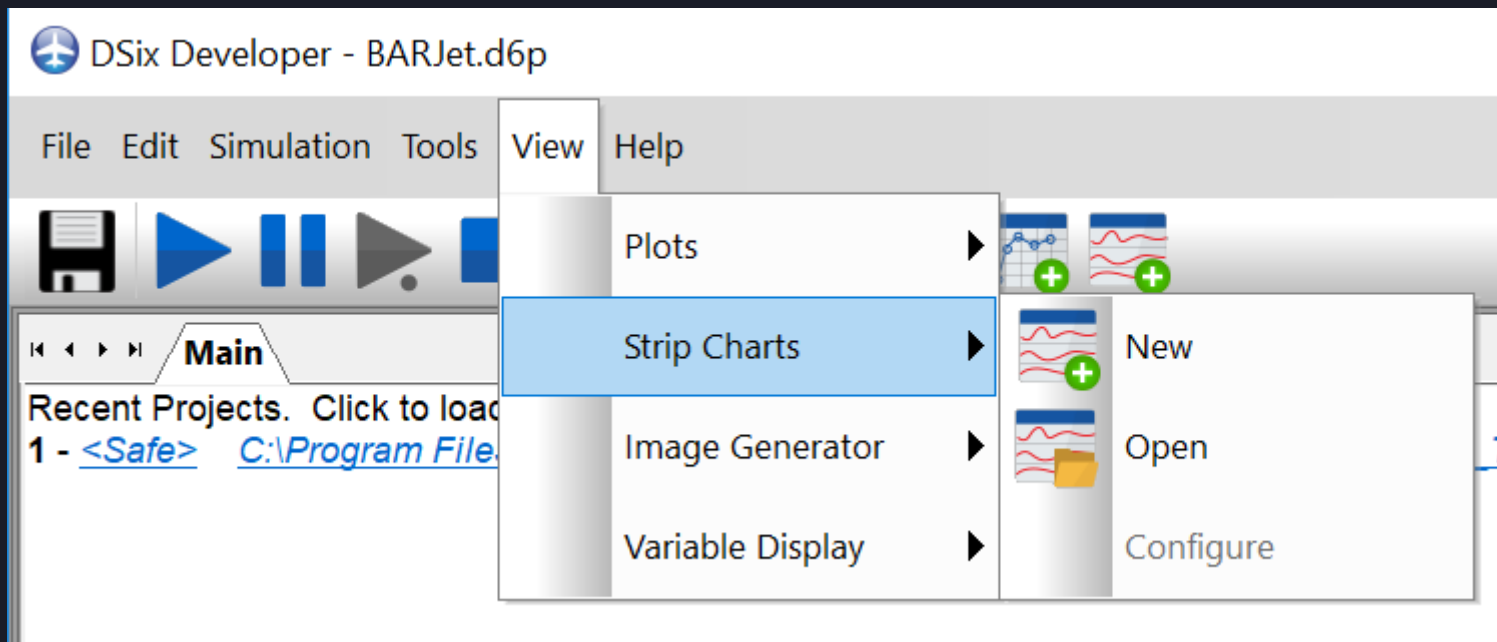 DSix Developer - BARJet.d6p
File Edit Simulation Tools View Help
Plots
Strip Charts
New
Main
Recent Projects. Click to load
1 - <Safe> C:\Program File
Image Generator
Open
Variable Display
Configure